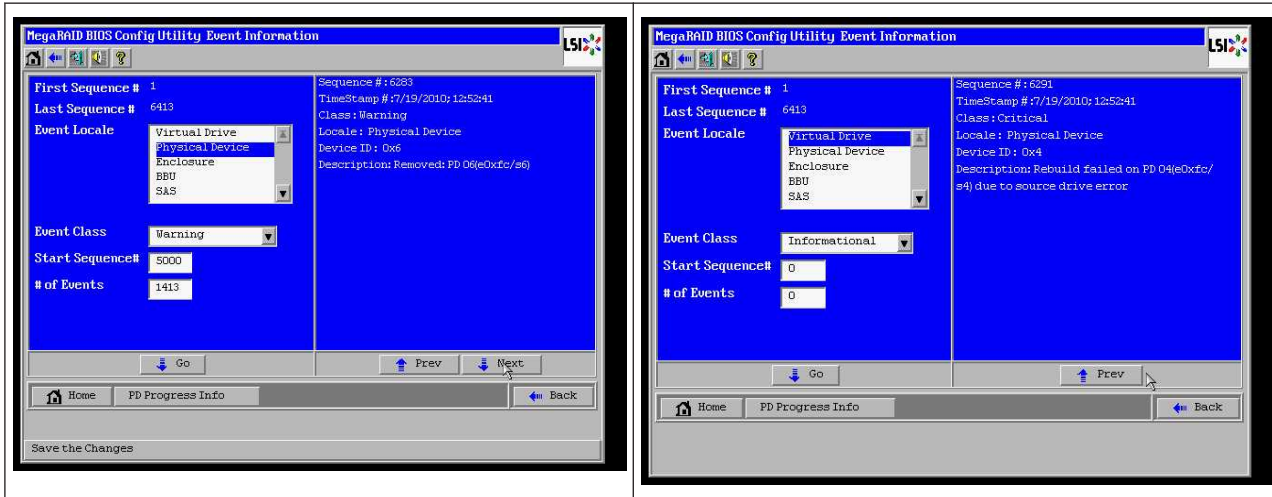 MegaRAID BIOS Config Utility Event Information
LSI
First Sequence # 1
Last Sequence # 6413
Event Locale
Virtual Drive
Physical Device
Enclosure
BBU
SAS
Event Class Warning
Start Sequence# 5000
# of Events 1413
Go
Sequence #:6283
TimeStamp #:7/19/2010; 12:52:41
Class: Warning
Locale: Physical Device
Device ID: 0x6
Description: Removed: PD 06(e0xfc/s6)
Prev Next
Home PD Progress Info Back
Save the Changes
MegaRAID BIOS Config Utility Event Information
LSI
First Sequence # 1
Last Sequence # 6413
Event Locale
Virtual Drive
Physical Device
Enclosure
BBU
SAS
Event Class Informational
Start Sequence# 0
# of Events 0
Go
Sequence #:6291
TimeStamp #:7/19/2010; 12:52:41
Class: Critical
Locale: Physical Device
Device ID: 0x4
Description: Rebuild failed on PD 04(e0xfc/
s4) due to source drive error
Prev
Home PD Progress Info Back